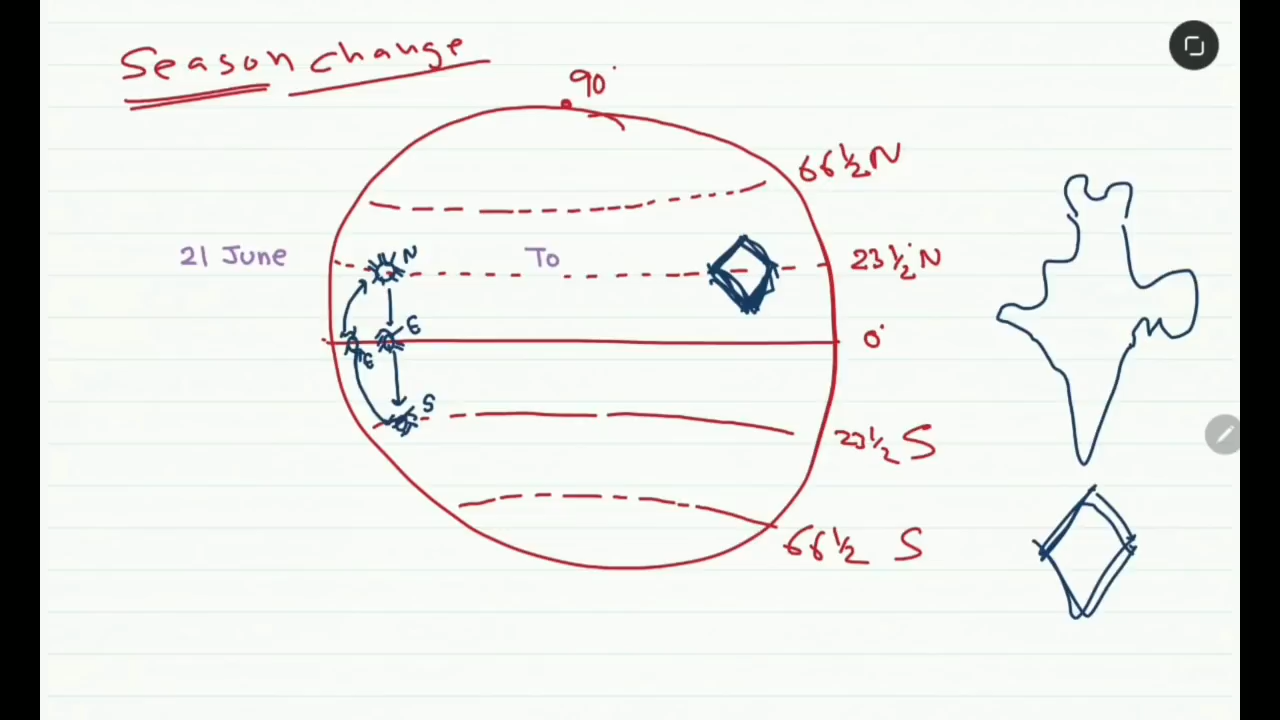 Season change
90°
66½ N
21 June To 23½° N
N
E
0°
E
S
23½ S
66½ S